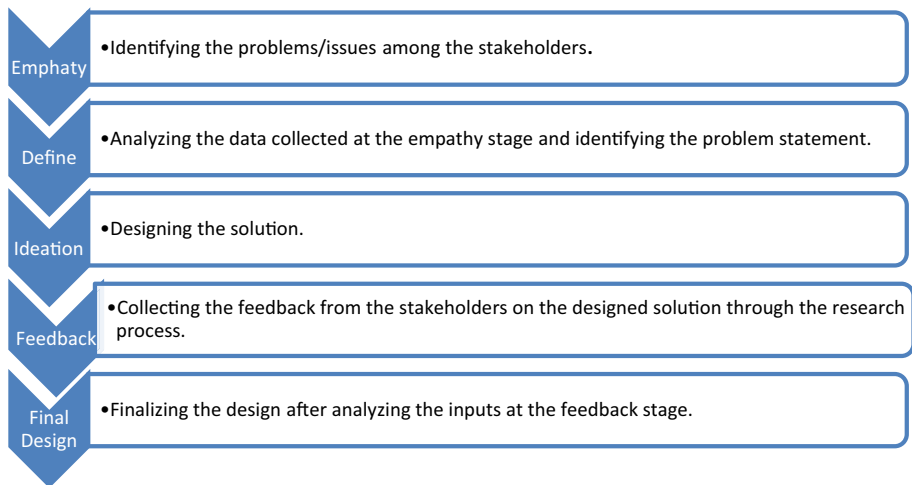 Emphaty
•Identifying the problems/issues among the stakeholders.
Define
•Analyzing the data collected at the empathy stage and identifying the problem statement.
Ideation
•Designing the solution.
Feedback
•Collecting the feedback from the stakeholders on the designed solution through the research
process.
Final
Design
•Finalizing the design after analyzing the inputs at the feedback stage.